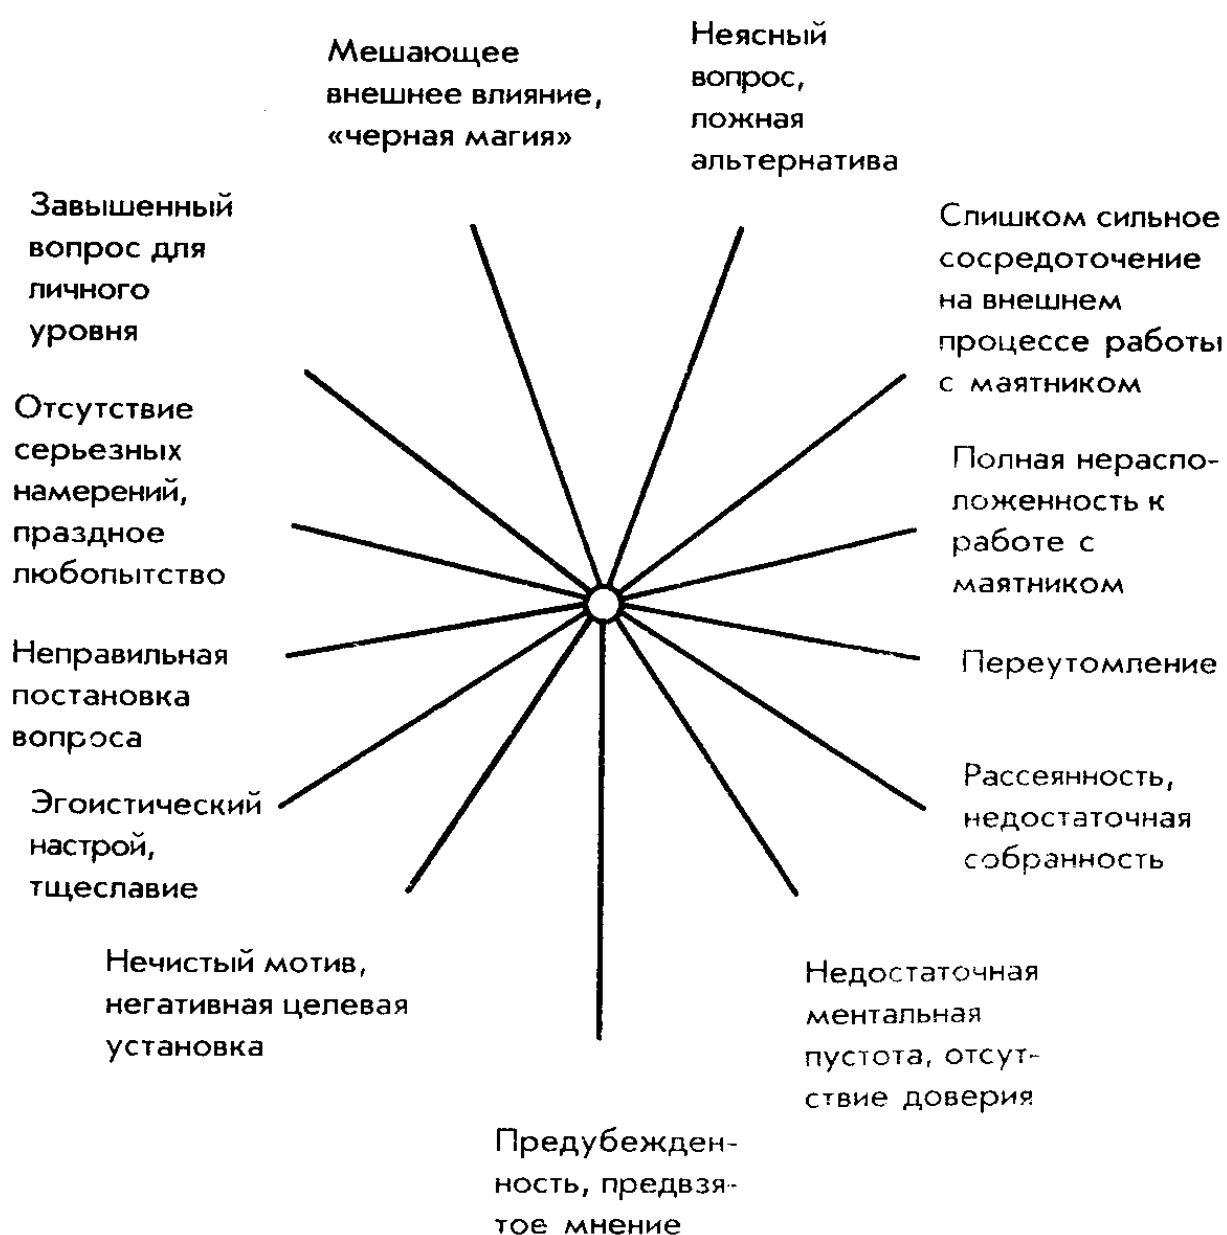 Мешающее
внешнее влияние,
«черная магия»
Неясный
вопрос,
ложная
альтернатива
Слишком сильное
сосредоточение
на внешнем
процессе работы
с маятником
Полная нераспо-
ложенность к
работе с
маятником
Переутомление
Рассеянность,
недостаточная
собранность
Недостаточная
ментальная
пустота, отсут-
ствие доверия
Предубежден-
ность, предвзя-
тое мнение
Нечистый мотив,
негативная целевая
установка
Эгоистический
настрой,
тщеславие
Неправильная
постановка
вопроса
Отсутствие
серьезных
намерений,
праздное
любопытство
Завышенный
вопрос для
личного
уровня